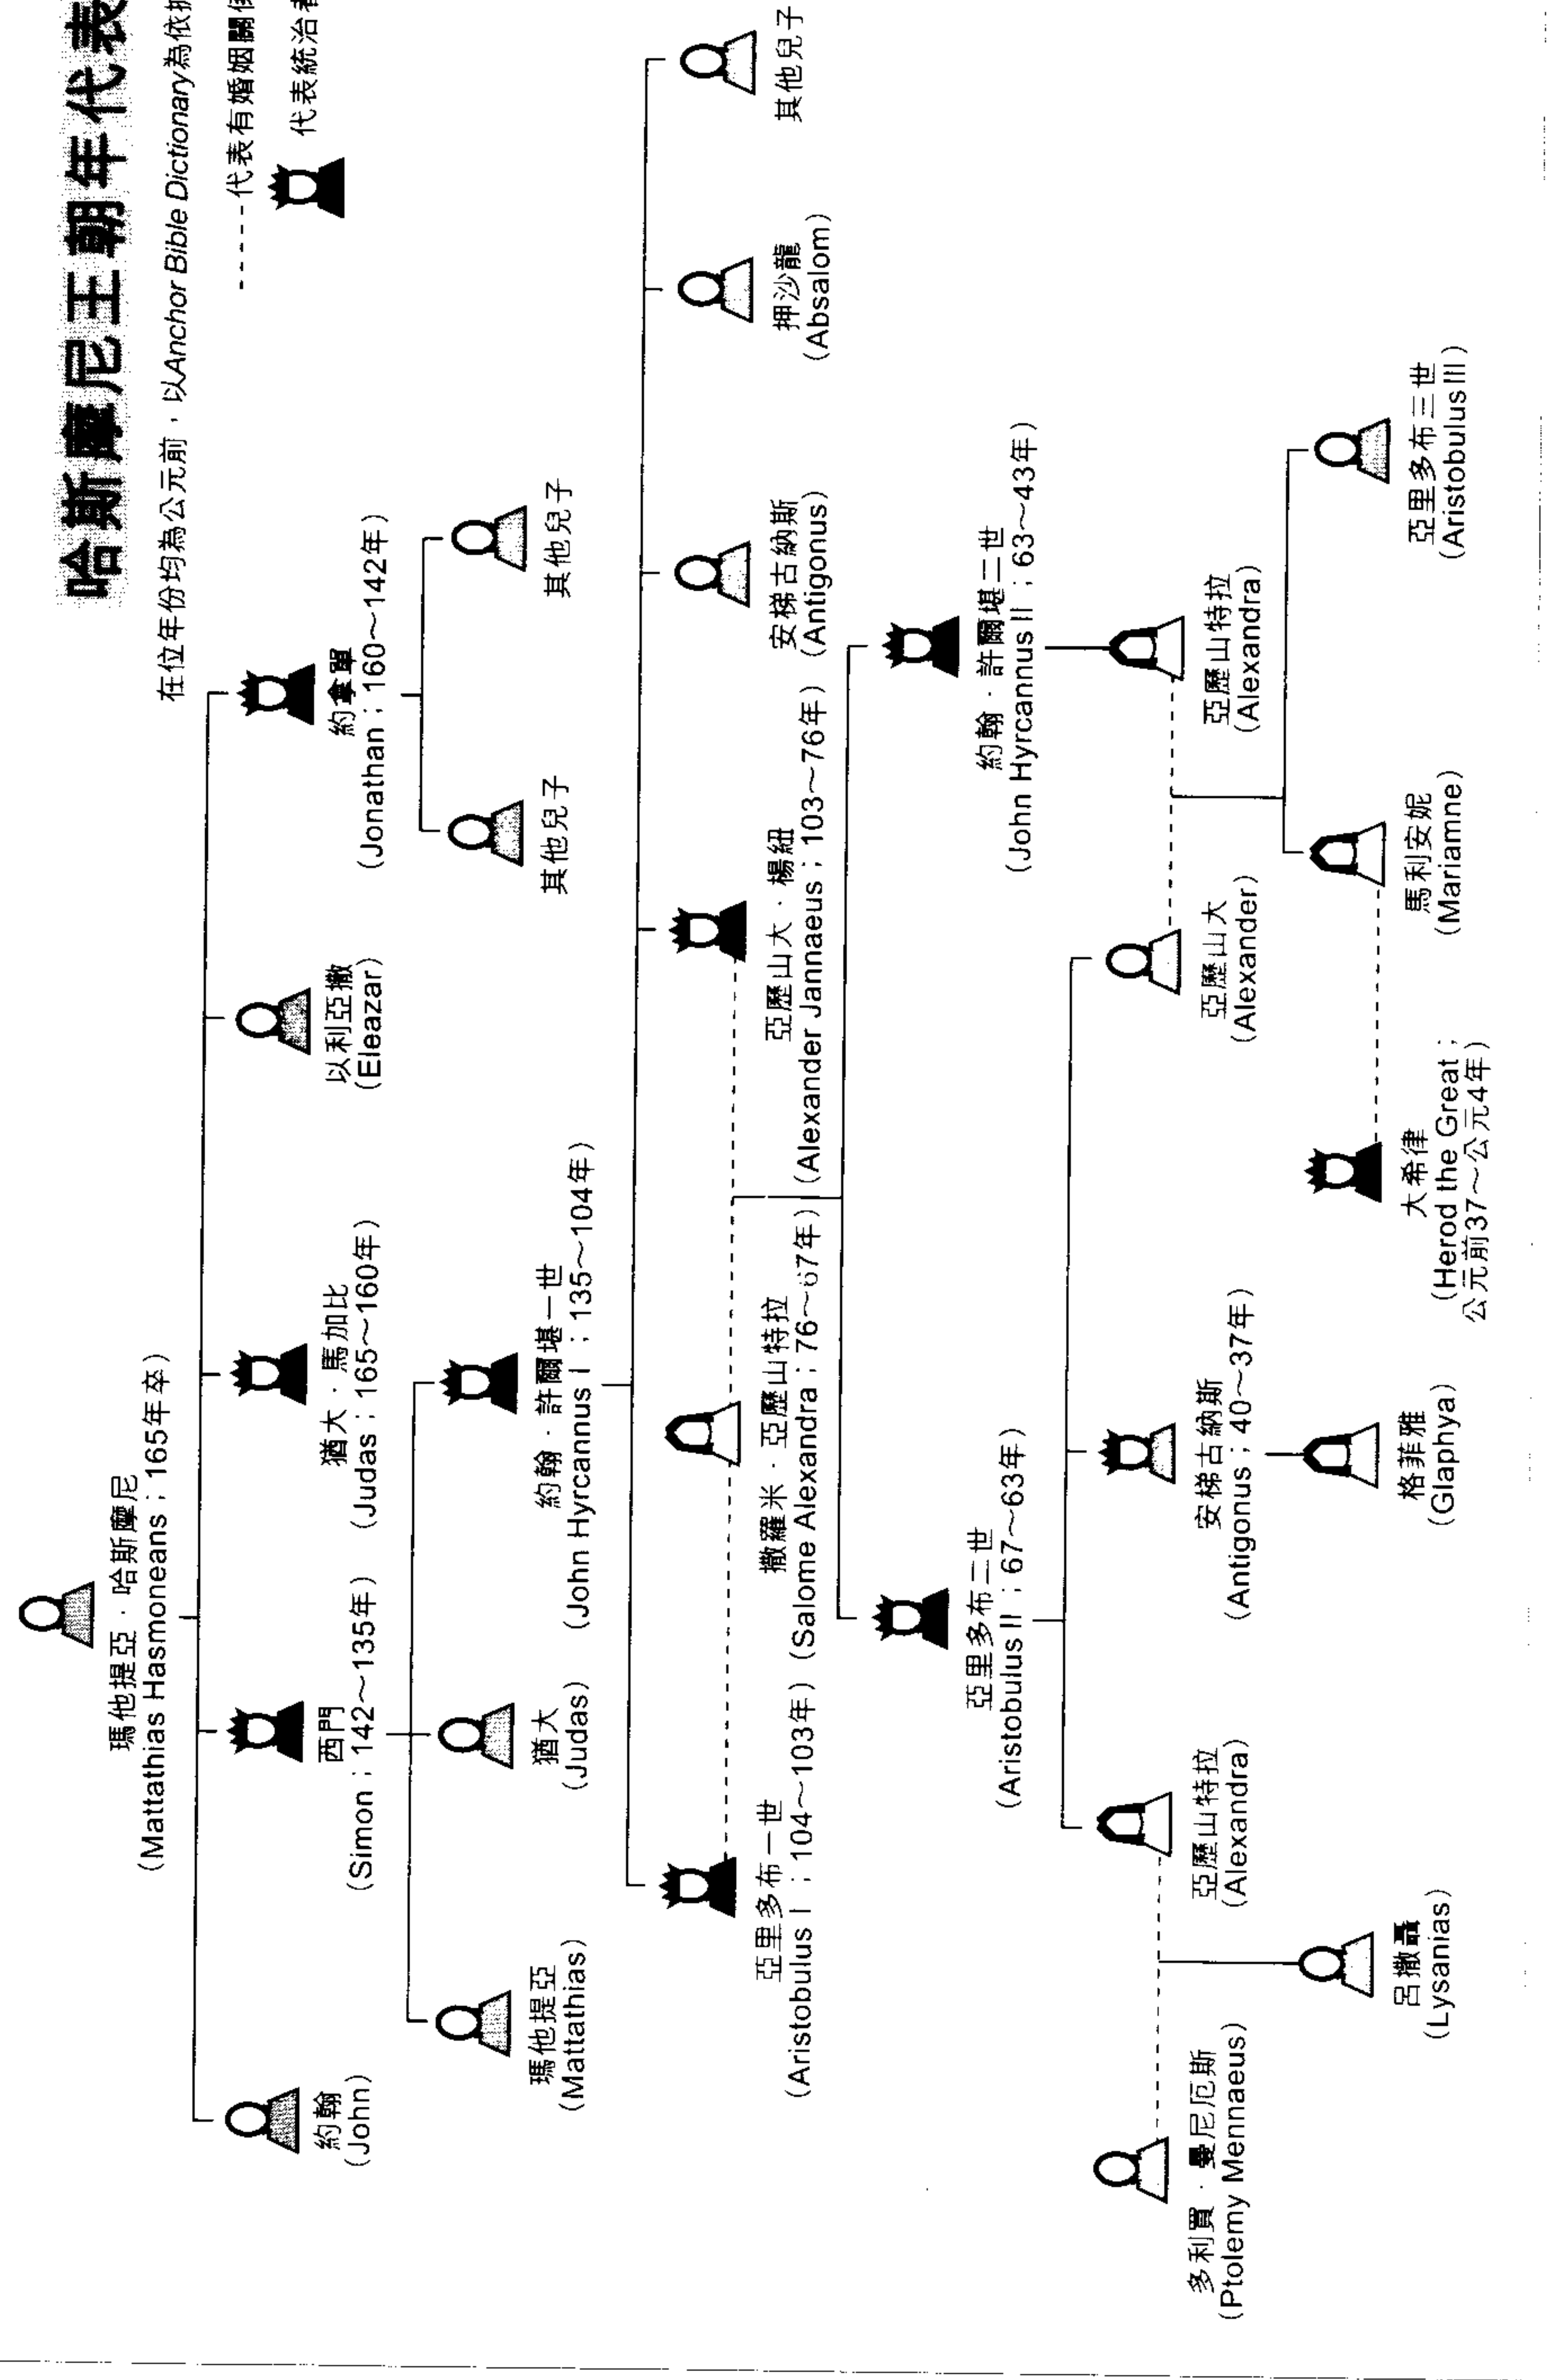 哈斯摩尼王朝年代表
在位年份均為公元前，以Anchor Bible Dictionary為依
-----代表有婚姻關係
代表統治者
瑪他提亞．哈斯摩尼
（Mattathias Hasmoneans；165年卒）
約翰
（John）
西門
（Simon；142～135年）
猶大．馬加比
（Judas；165～160年）
以利亞撒
（Eleazar）
約拿單
（Jonathan；160～142年）
瑪他提亞
（Mattathias）
猶大
（Judas）
約翰．許爾堪一世
（John Hyrcannus I；135～104年）
其他兒子
其他兒子
亞里多布一世
（Aristobulus I；104～103年）
撒羅米．亞歷山特拉
（Salome Alexandra；76～67年）
亞歷山大．楊紐
（Alexander Jannaeus；103～76年）
安梯古納斯
（Antigonus）
押沙龍
（Absalom）
其他兒子
亞里多布二世
（Aristobulus II；67～63年）
約翰．許爾堪二世
（John Hyrcannus II；63～43年）
多利買．曼尼厄斯
（Ptolemy Mennaeus）
亞歷山特拉
（Alexandra）
安梯古納斯
（Antigonus；40～37年）
亞歷山大
（Alexander）
亞歷山特拉
（Alexandra）
呂撒聶
（Lysanias）
格菲雅
（Glaphya）
大希律
（Herod the Great；
公元前37～公元4年）
馬利安妮
（Mariamne）
亞里多布三世
（Aristobulus III）